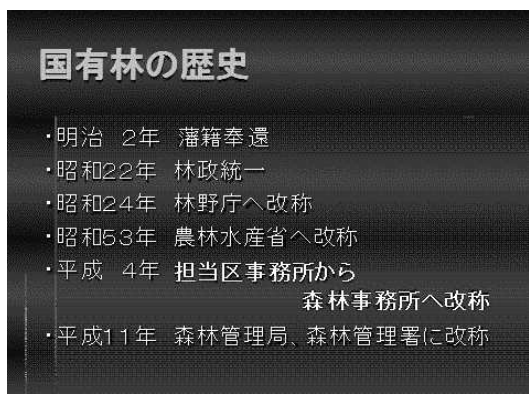 国有林の歴史
・明治　2年　藩籍奉還
・昭和22年　林政統一
・昭和24年　林野庁へ改称
・昭和53年　農林水産省へ改称
・平成　4年　担当区事務所から
森林事務所へ改称
・平成11年　森林管理局、森林管理署に改称